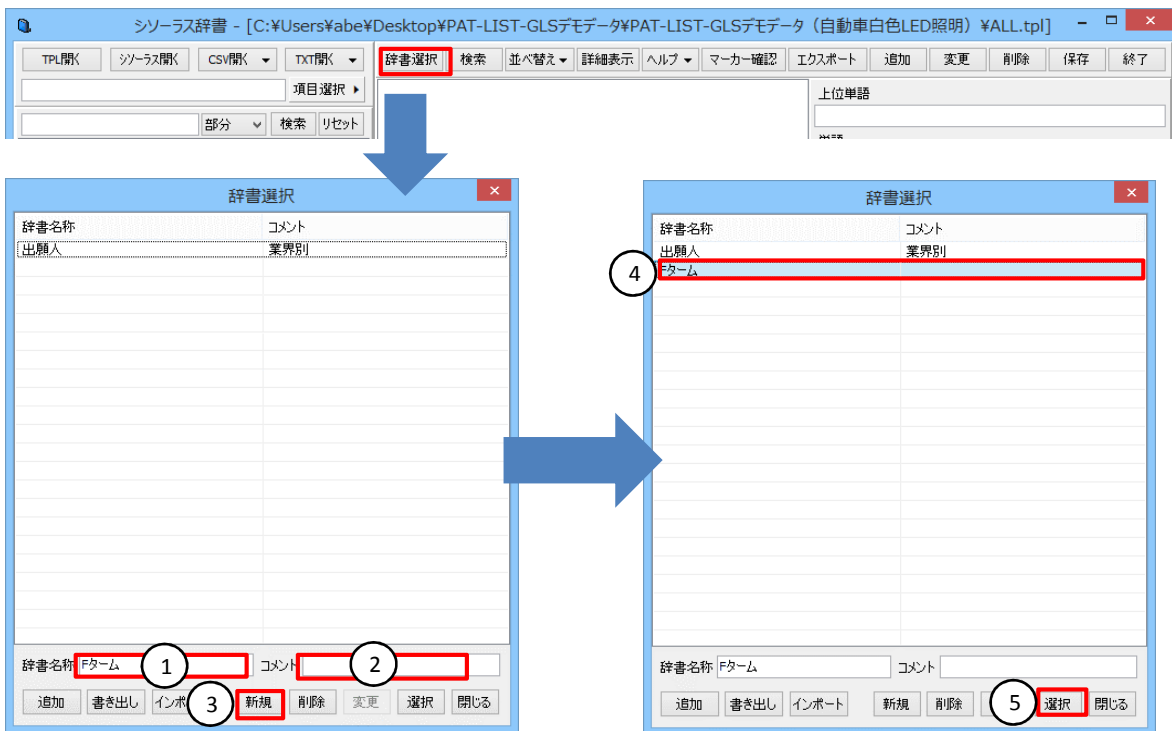 シソーラス辞書 - [C:¥Users¥abe¥Desktop¥PAT-LIST-GLSデモデータ¥PAT-LIST-GLSデモデータ（自動車白色LED照明）¥ALL.tpl]
TPL開く シソーラス開く CSV開く TXT開く 辞書選択 検索 並べ替え 詳細表示 ヘルプ マーカー確認 エクスポート 追加 変更 削除 保存 終了
項目選択
上位単語
部分 検索 リセット
辞書選択
辞書名称 コメント
出願人 業界別
辞書名称 Fターム 1 コメント 2
追加 書き出し インポ 3 新規 削除 変更 選択 閉じる
辞書選択
辞書名称 コメント
出願人 業界別
4 Fターム
辞書名称 Fターム コメント
追加 書き出し インポート 新規 削除 5 選択 閉じる